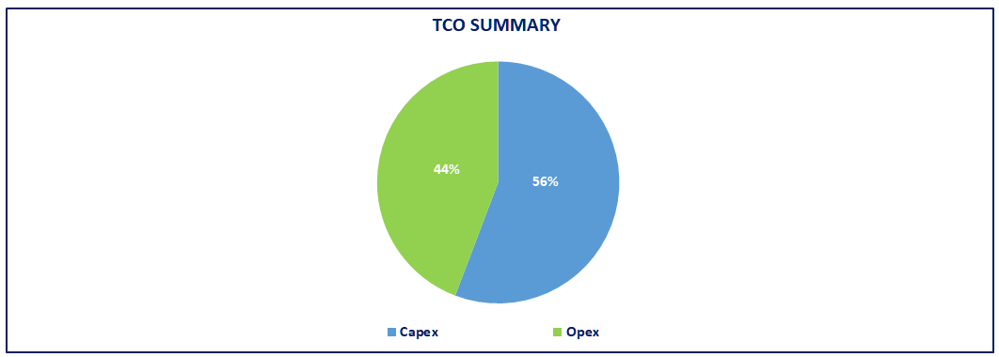 TCO SUMMARY
44%
56%
Capex
Opex